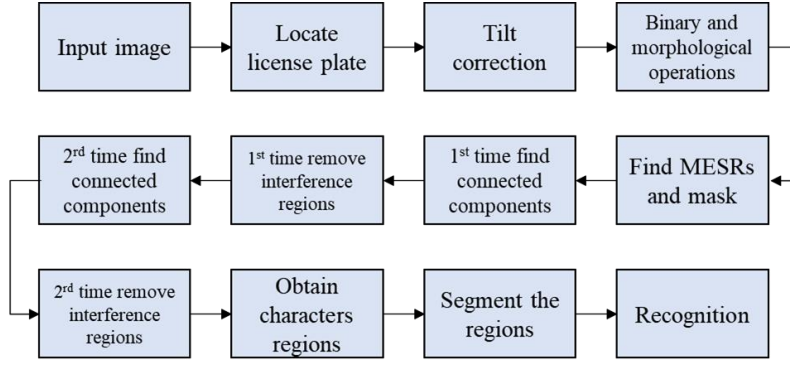 Input image
Locate
license plate
Tilt
correction
Binary and
morphological
operations
2rd time find
connected
components
1st time remove
interference
regions
1st time find
connected
components
Find MESRs
and mask
2rd time remove
interference
regions
Obtain
characters
regions
Segment the
regions
Recognition